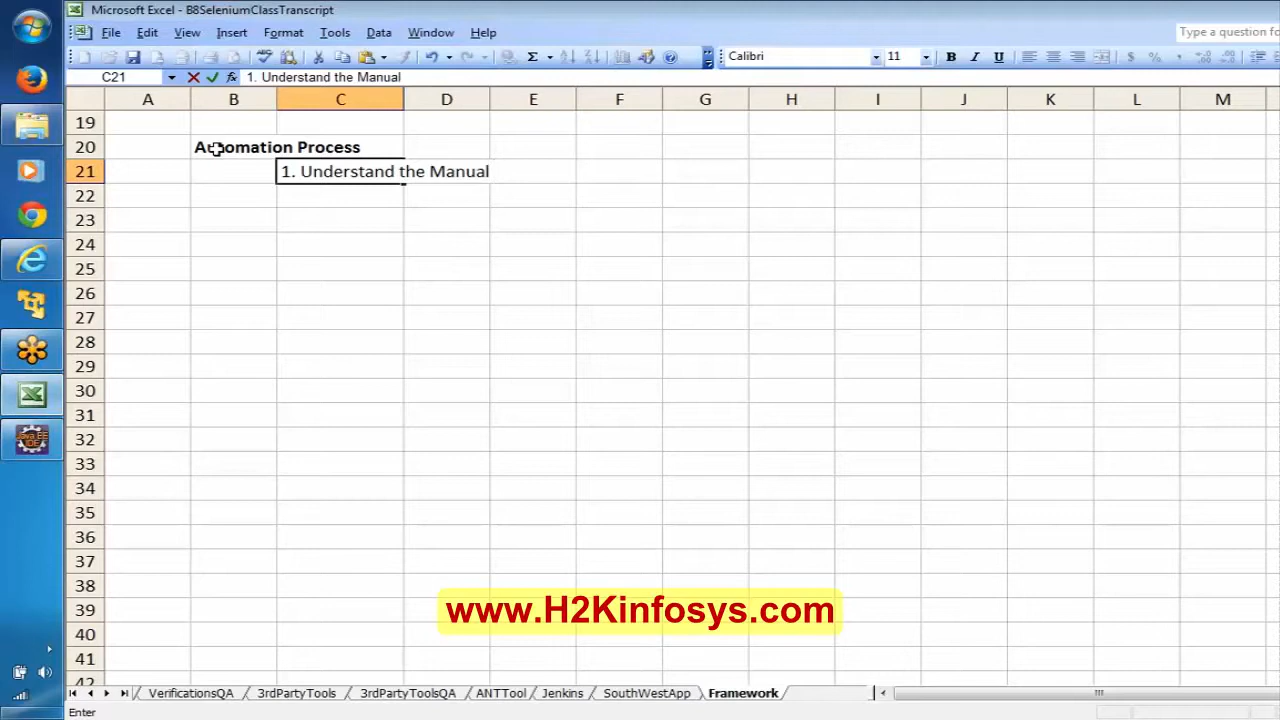 Microsoft Excel - B8SeleniumClassTranscript
File Edit View Insert Format Tools Data Window Help Type a question fo
Calibri 11 B I U $ %
C21 fx 1. Understand the Manual
A B C D E F G H I J K L M
19
20 Automation Process
21 1. Understand the Manual
22
23
24
25
26
27
28
29
30
31
32
33
34
35
36
37
38
39
40
41
42
www.H2Kinfosys.com
VerificationsQA 3rdPartyTools 3rdPartyToolsQA ANTTool Jenkins SouthWestApp Framework
Enter